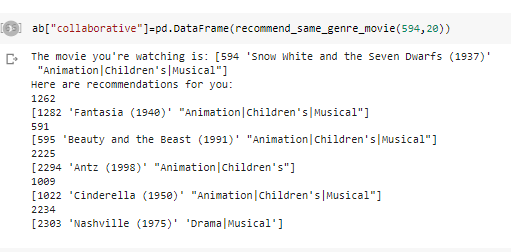 ab["collaborative"]=pd.DataFrame(recommend_same_genre_movie(594,20))
The movie you're watching is: [594 'Snow White and the Seven Dwarfs (1937)'
"Animation|Children's|Musical"]
Here are recommendations for you:
1262
[1282 'Fantasia (1940)' "Animation|Children's|Musical"]
591
[595 'Beauty and the Beast (1991)' "Animation|Children's|Musical"]
2225
[2294 'Antz (1998)' "Animation|Children's"]
1009
[1022 'Cinderella (1950)' "Animation|Children's|Musical"]
2234
[2303 'Nashville (1975)' 'Drama|Musical']